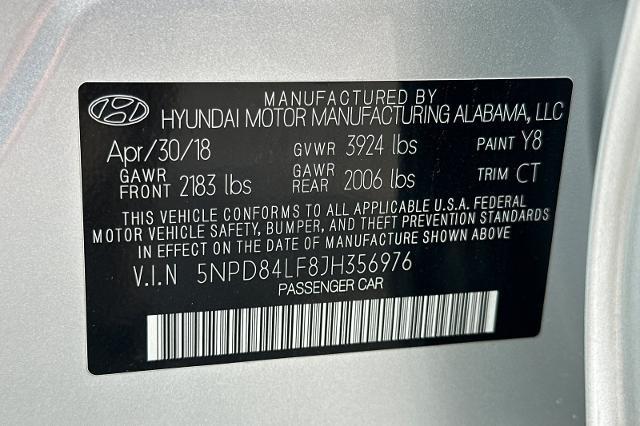 MANUFACTURED BY
HYUNDAI MOTOR MANUFACTURING ALABAMA, LLC
Apr/30/18 GVWR 3924 lbs PAINT Y8
GAWR FRONT 2183 lbs GAWR REAR 2006 lbs TRIM CT
THIS VEHICLE CONFORMS TO ALL APPLICABLE U.S.A. FEDERAL
MOTOR VEHICLE SAFETY, BUMPER, AND THEFT PREVENTION STANDARDS
IN EFFECT ON THE DATE OF MANUFACTURE SHOWN ABOVE
V.I.N 5NPD84LF8JH356976
PASSENGER CAR